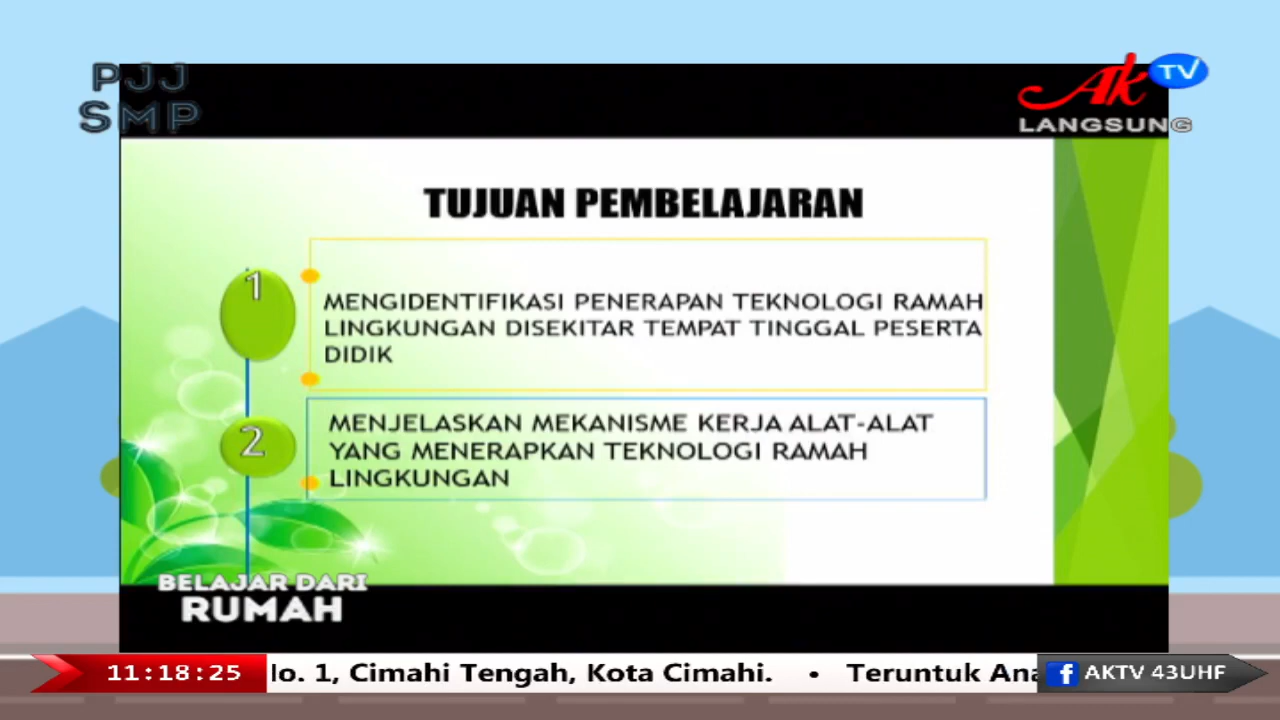 PJJ
SMP
Ak TV
LANGSUNG
TUJUAN PEMBELAJARAN
1
MENGIDENTIFIKASI PENERAPAN TEKNOLOGI RAMAH
LINGKUNGAN DISEKITAR TEMPAT TINGGAL PESERTA
DIDIK
2
MENJELASKAN MEKANISME KERJA ALAT-ALAT
YANG MENERAPKAN TEKNOLOGI RAMAH
LINGKUNGAN
BELAJAR DARI
RUMAH
11:18:25 No. 1, Cimahi Tengah, Kota Cimahi. • Teruntuk Ana f AKTV 43UHF